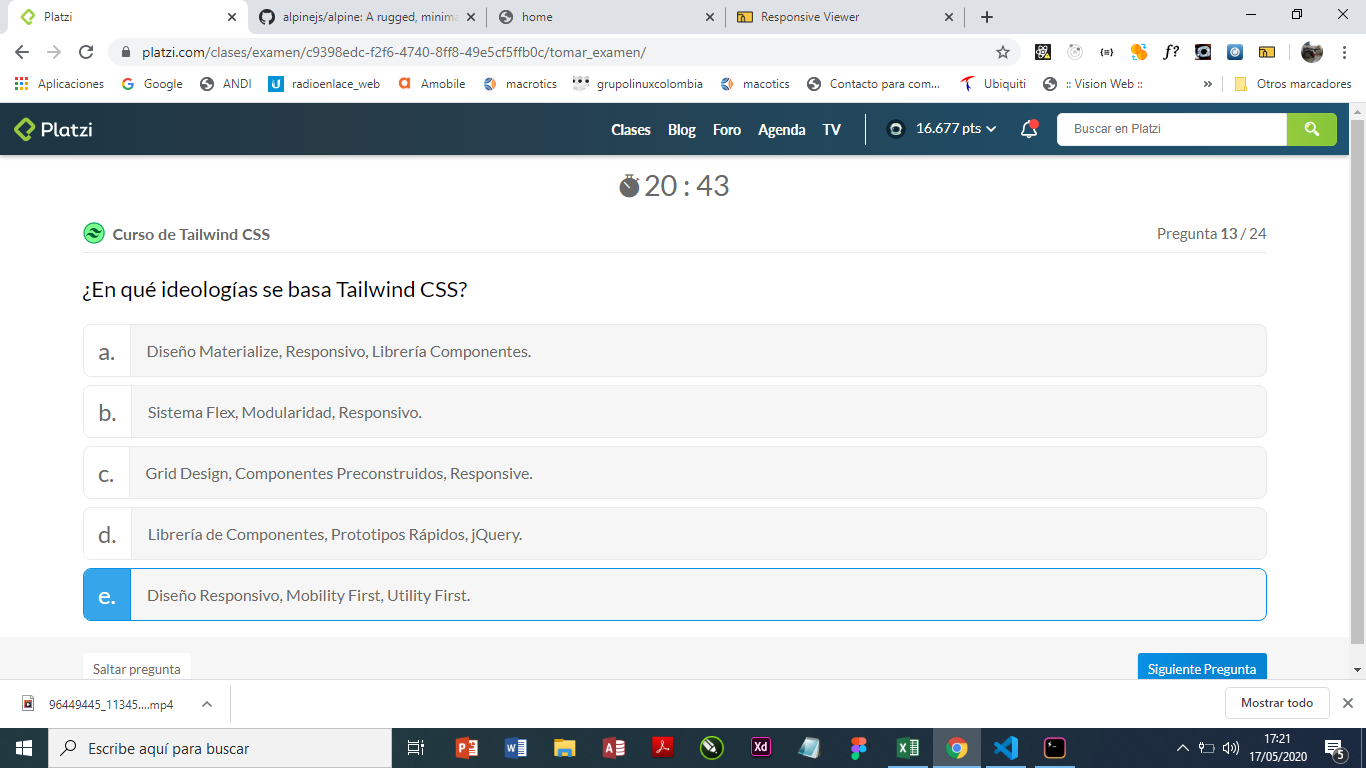 Platzi
alpinejs/alpine: A rugged, minima
home
Responsive Viewer
platzi.com/clases/examen/c9398edc-f2f6-4740-8ff8-49e5cf5ffb0c/tomar_examen/
Aplicaciones Google ANDI radioenlace_web Amobile macrotics grupolinuxcolombia macotics Contacto para com... Ubiquiti :: Vision Web :: » Otros marcadores
Platzi Clases Blog Foro Agenda TV 16.677 pts Buscar en Platzi
20 : 43
Curso de Tailwind CSS Pregunta 13 / 24
¿En qué ideologías se basa Tailwind CSS?
a. Diseño Materialize, Responsivo, Librería Componentes.
b. Sistema Flex, Modularidad, Responsivo.
c. Grid Design, Componentes Preconstruidos, Responsive.
d. Librería de Componentes, Prototipos Rápidos, jQuery.
e. Diseño Responsivo, Mobility First, Utility First.
Saltar pregunta Siguiente Pregunta
96449445_11345....mp4 Mostrar todo
Escribe aquí para buscar
17:21
17/05/2020
5